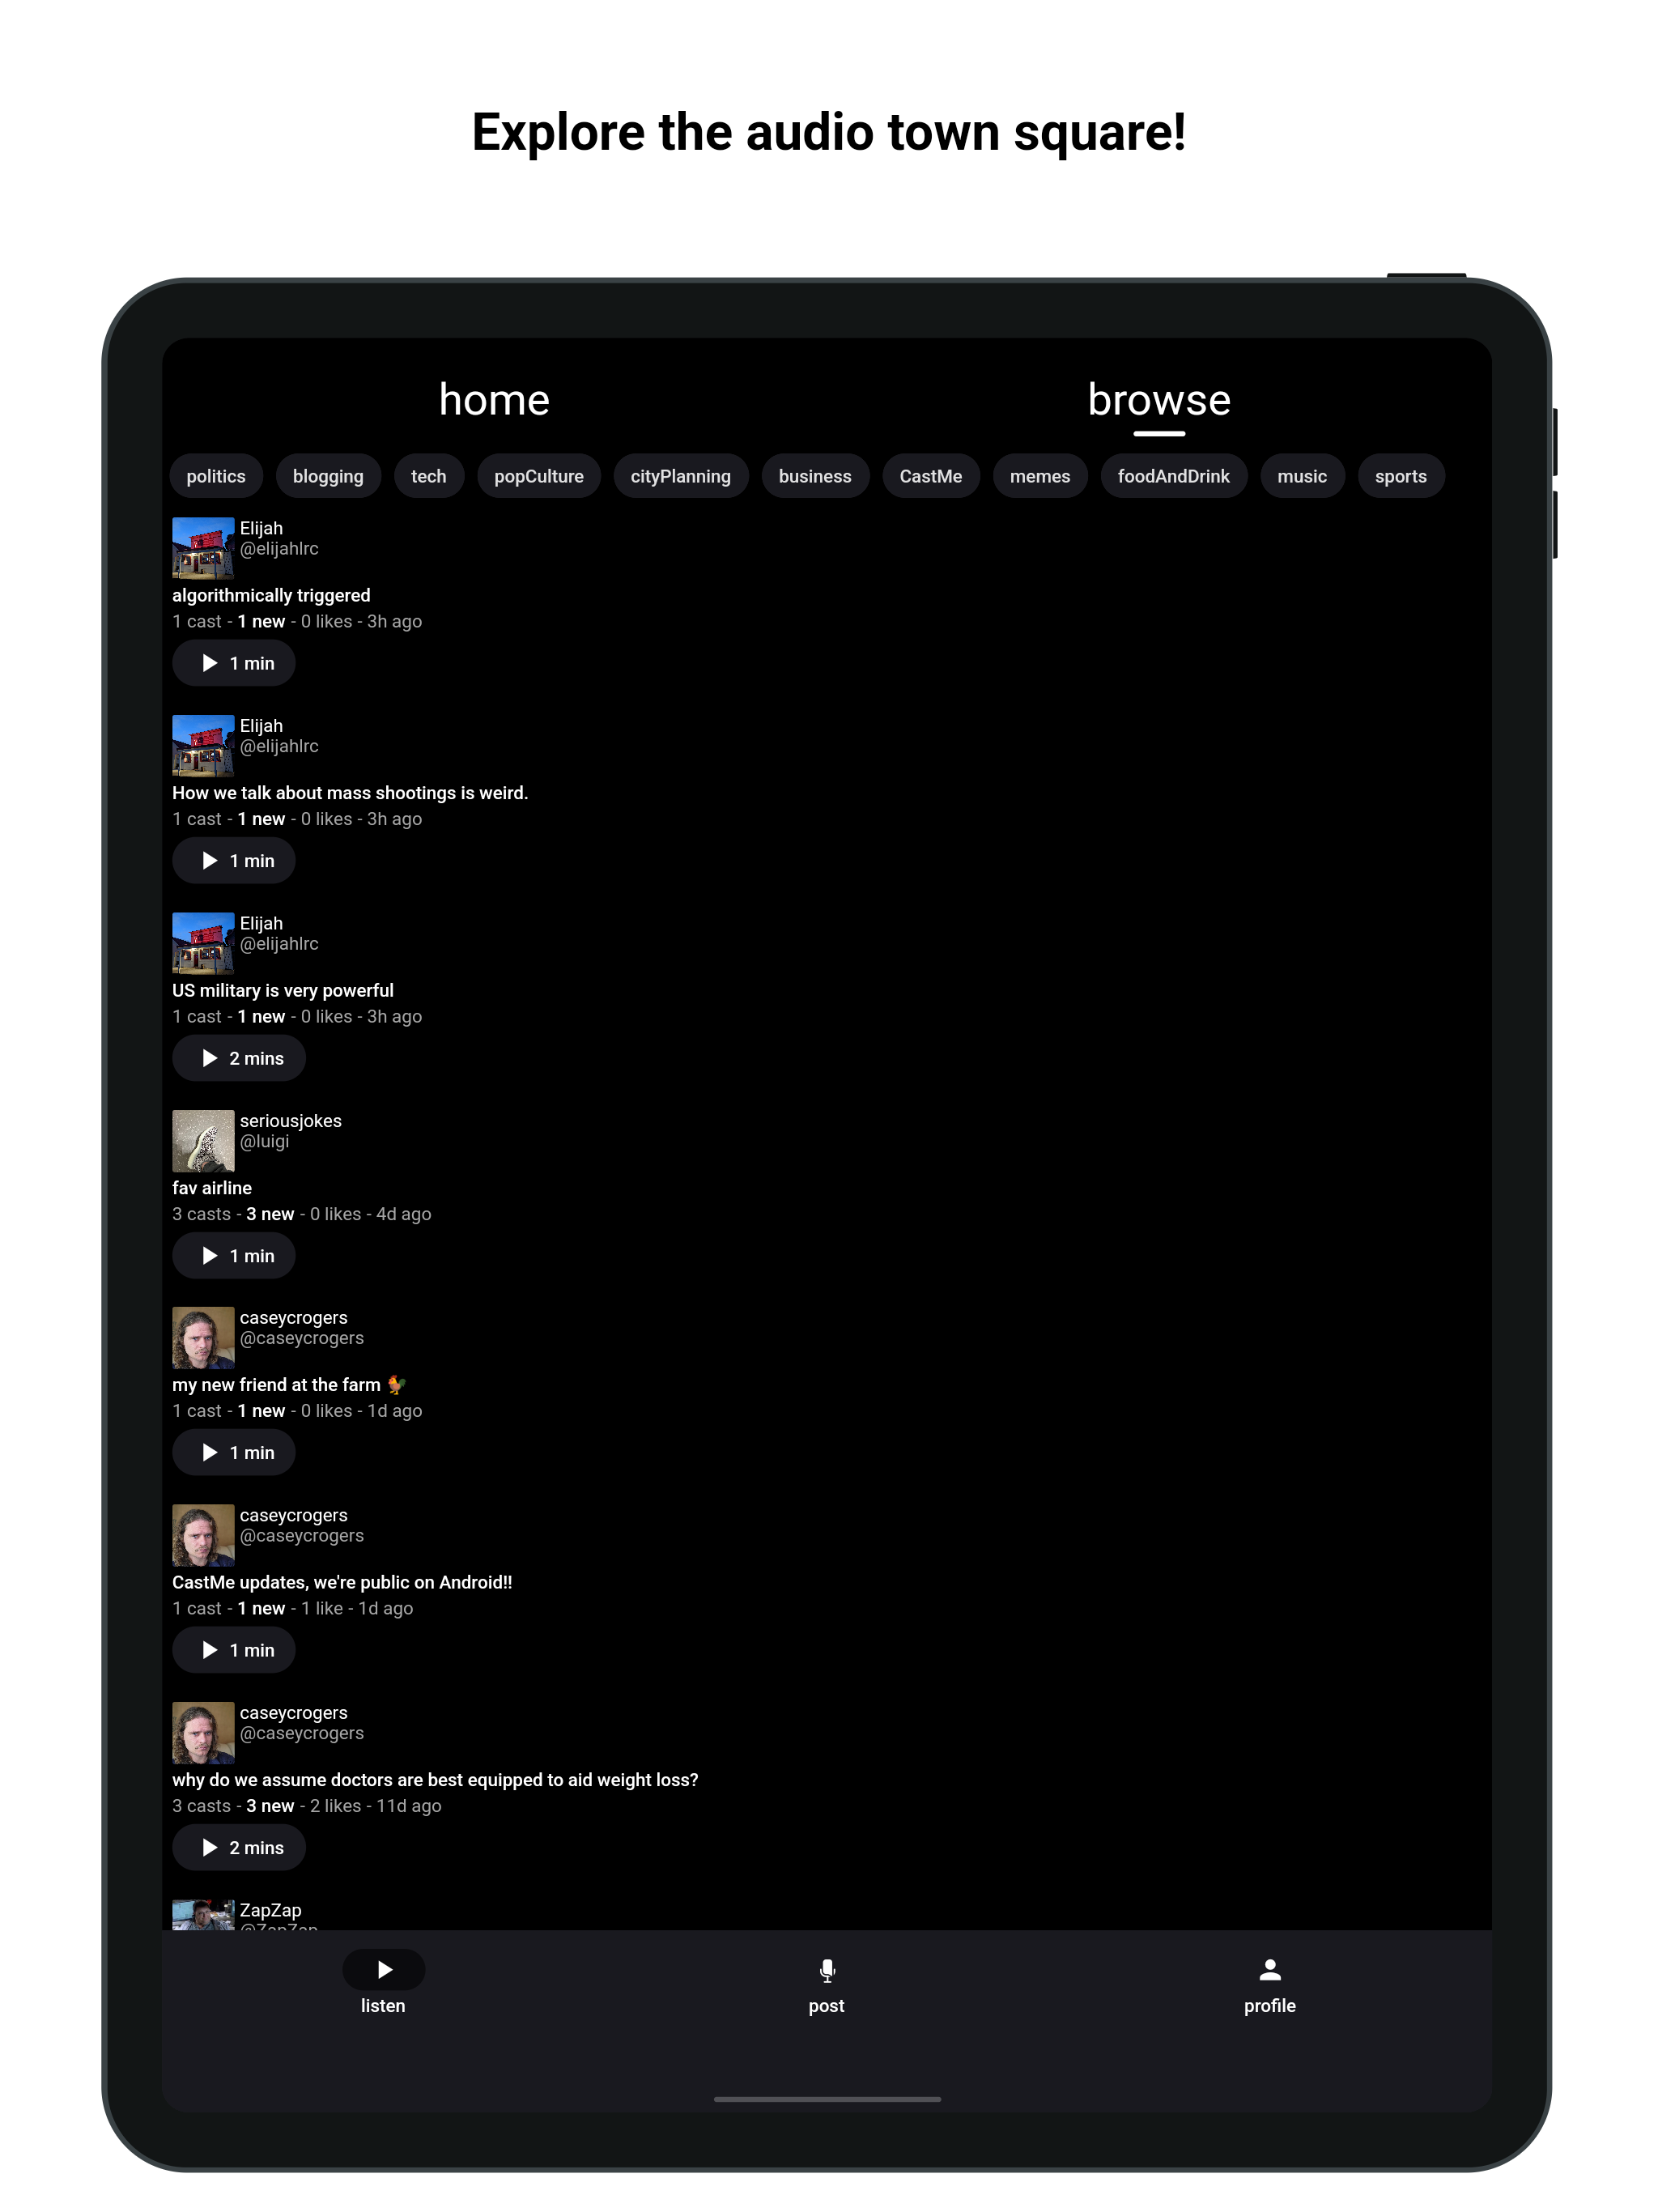 Explore the audio town square!
home browse
politics blogging tech popCulture cityPlanning business CastMe memes foodAndDrink music sports
Elijah
@elijahlrc
algorithmically triggered
1 cast - 1 new - 0 likes - 3h ago
1 min
Elijah
@elijahlrc
How we talk about mass shootings is weird.
1 cast - 1 new - 0 likes - 3h ago
1 min
Elijah
@elijahlrc
US military is very powerful
1 cast - 1 new - 0 likes - 3h ago
2 mins
seriousjokes
@luigi
fav airline
3 casts - 3 new - 0 likes - 4d ago
1 min
caseycrogers
@caseycrogers
my new friend at the farm 🐓
1 cast - 1 new - 0 likes - 1d ago
1 min
caseycrogers
@caseycrogers
CastMe updates, we're public on Android!!
1 cast - 1 new - 1 like - 1d ago
1 min
caseycrogers
@caseycrogers
why do we assume doctors are best equipped to aid weight loss?
3 casts - 3 new - 2 likes - 11d ago
2 mins
ZapZap
@ZapZap
listen post profile